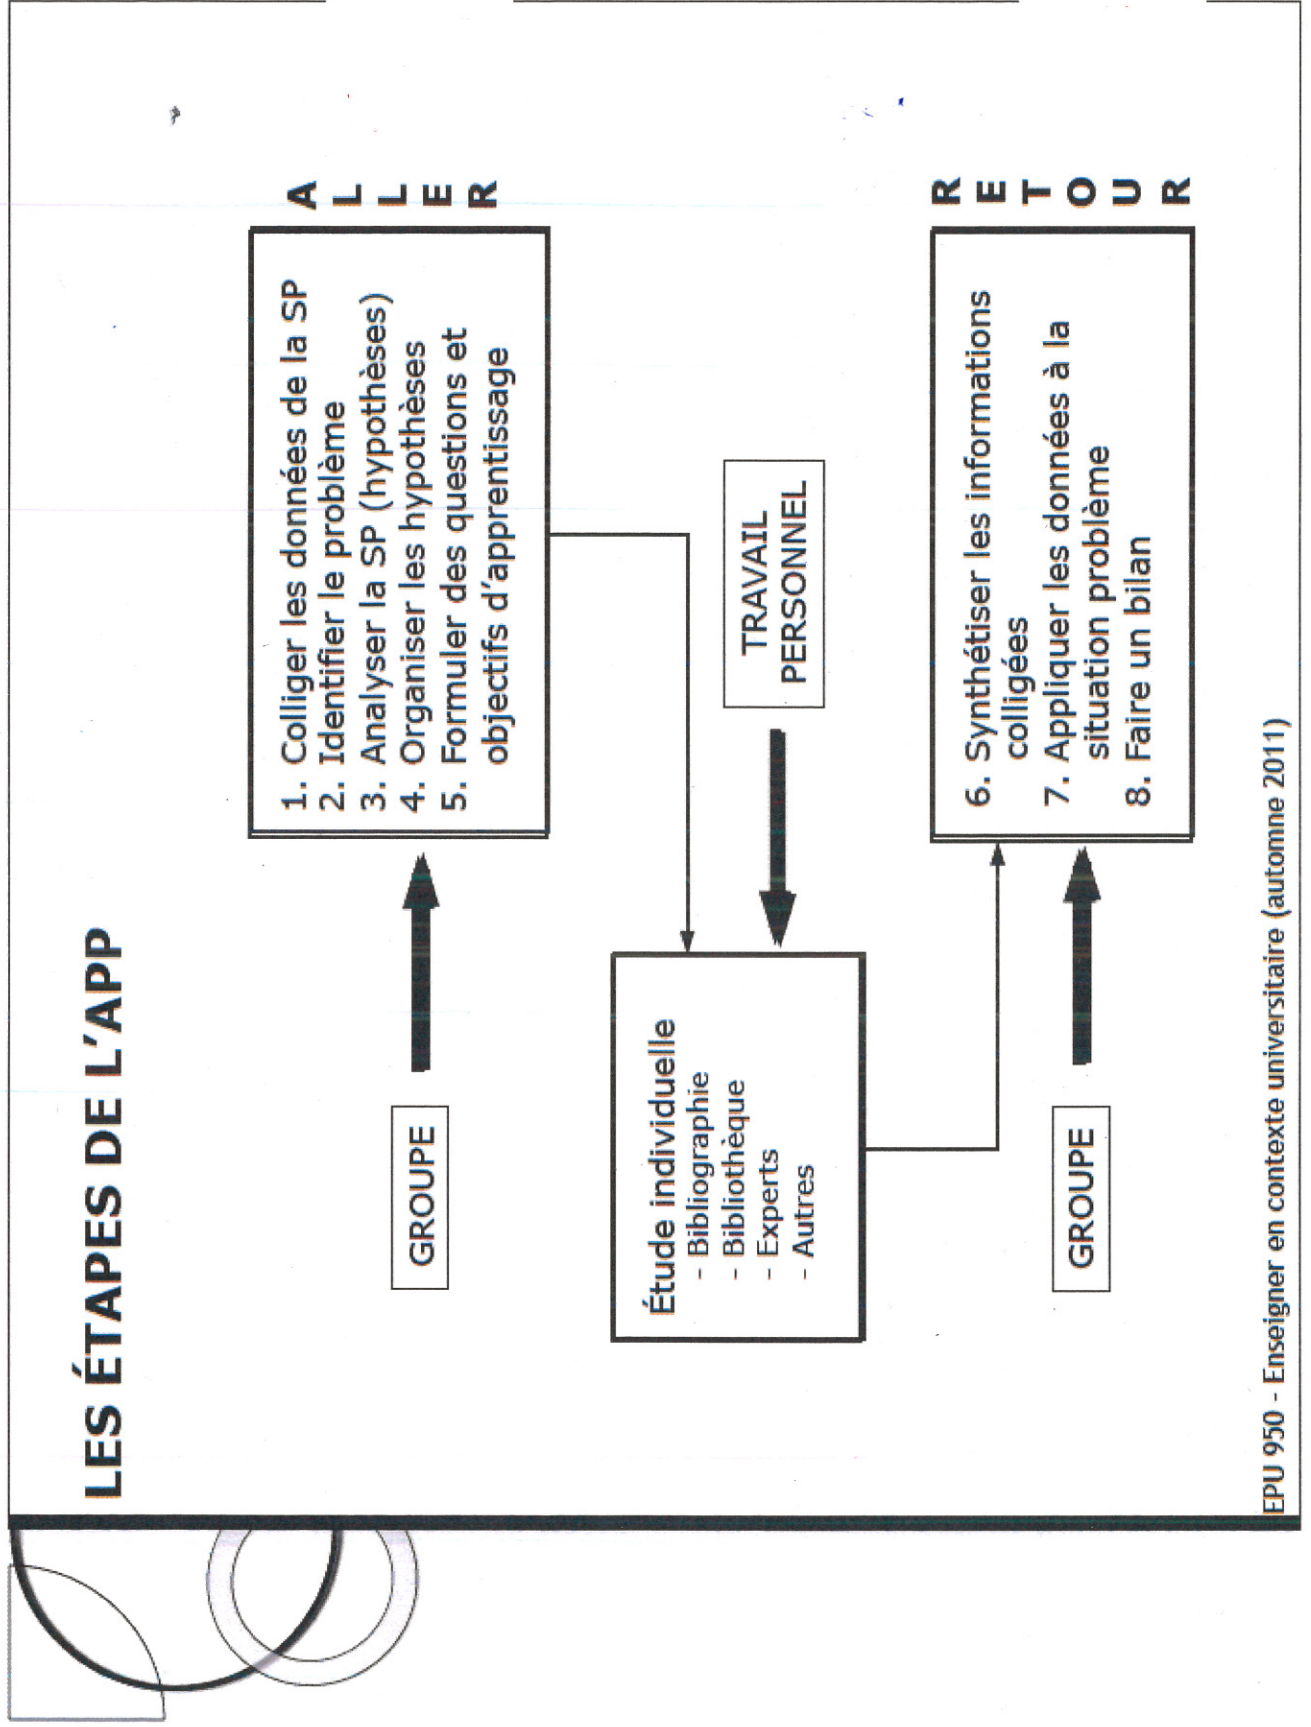 LES ÉTAPES DE L'APP
GROUPE
1. Colliger les données de la SP
2. Identifier le problème
3. Analyser la SP (hypothèses)
4. Organiser les hypothèses
5. Formuler des questions et
objectifs d'apprentissage
A
L
L
E
R
Étude individuelle
- Bibliographie
- Bibliothèque
- Experts
- Autres
TRAVAIL
PERSONNEL
GROUPE
6. Synthétiser les informations
colligées
7. Appliquer les données à la
situation problème
8. Faire un bilan
R
E
T
O
U
R
EPU 950 - Enseigner en contexte universitaire (automne 2011)